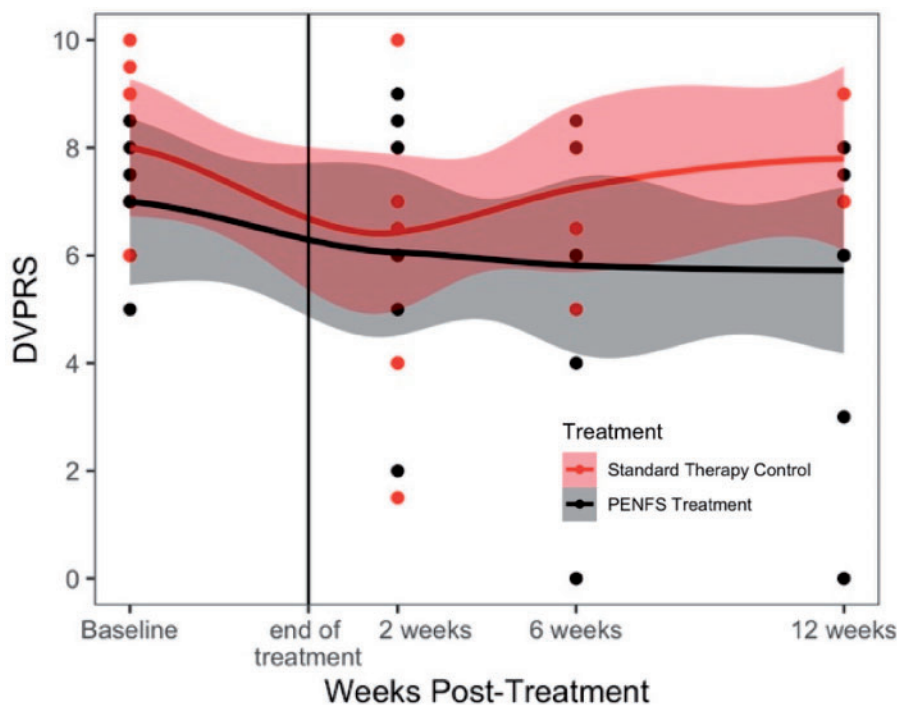 DVPRS
10
8
6
4
2
0
Treatment
Standard Therapy Control
PENFS Treatment
Baseline
end of
treatment
2 weeks
6 weeks
12 weeks
Weeks Post-Treatment